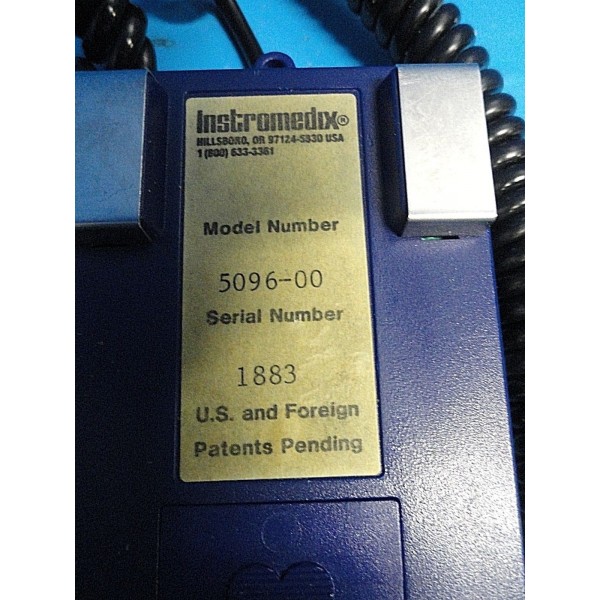 Instromedix®
HILLSBORO, OR 97124-5930 USA
1 (800) 633-3361
Model Number
5096-00
Serial Number
1883
U.S. and Foreign
Patents Pending